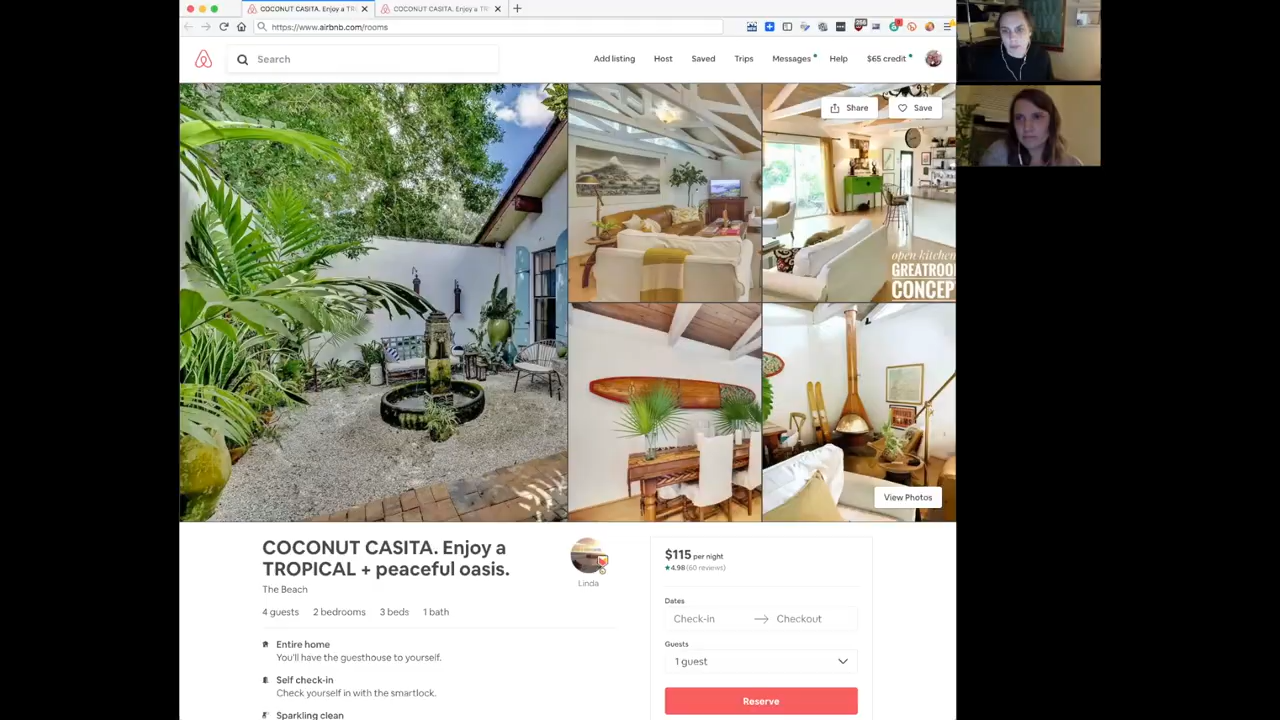 COCONUT CASITA. Enjoy a TR
COCONUT CASITA. Enjoy a TR
https://www.airbnb.com/rooms
Search
Add listing
Host
Saved
Trips
Messages
Help
$65 credit
Share
Save
open kitchen
GREATROO
CONCEP
View Photos
COCONUT CASITA. Enjoy a
TROPICAL + peaceful oasis.
The Beach
4 guests 2 bedrooms 3 beds 1 bath
Linda
Entire home
You'll have the guesthouse to yourself.
Self check-in
Check yourself in with the smartlock.
Sparkling clean
$115 per night
★4.98 (60 reviews)
Dates
Check-in → Checkout
Guests
1 guest
Reserve